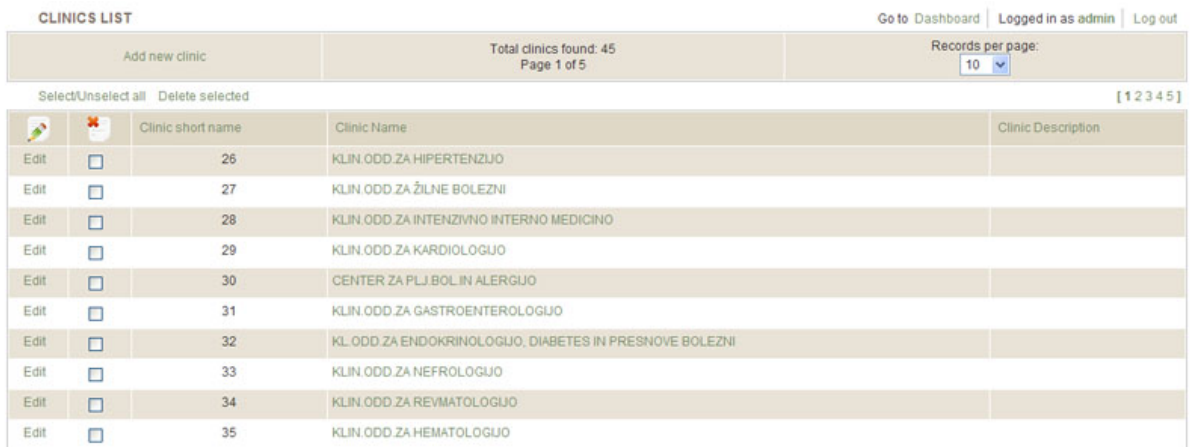 CLINICS LIST Go to Dashboard Logged in as admin Log out
Add new clinic Total clinics found: 45 Records per page:
Page 1 of 5 10
Select/Unselect all Delete selected [ 1 2 3 4 5 ]
Clinic short name Clinic Name Clinic Description
Edit 26 KLIN.ODD.ZA HIPERTENZIJO
Edit 27 KLIN.ODD.ZA ŽILNE BOLEZNI
Edit 28 KLIN.ODD.ZA INTENZIVNO INTERNO MEDICINO
Edit 29 KLIN.ODD.ZA KARDIOLOGIJO
Edit 30 CENTER ZA PLJ.BOL.IN ALERGIJO
Edit 31 KLIN.ODD.ZA GASTROENTEROLOGIJO
Edit 32 KL.ODD.ZA ENDOKRINOLOGIJO, DIABETES IN PRESNOVE BOLEZNI
Edit 33 KLIN.ODD.ZA NEFROLOGIJO
Edit 34 KLIN.ODD.ZA REVMATOLOGIJO
Edit 35 KLIN.ODD.ZA HEMATOLOGIJO